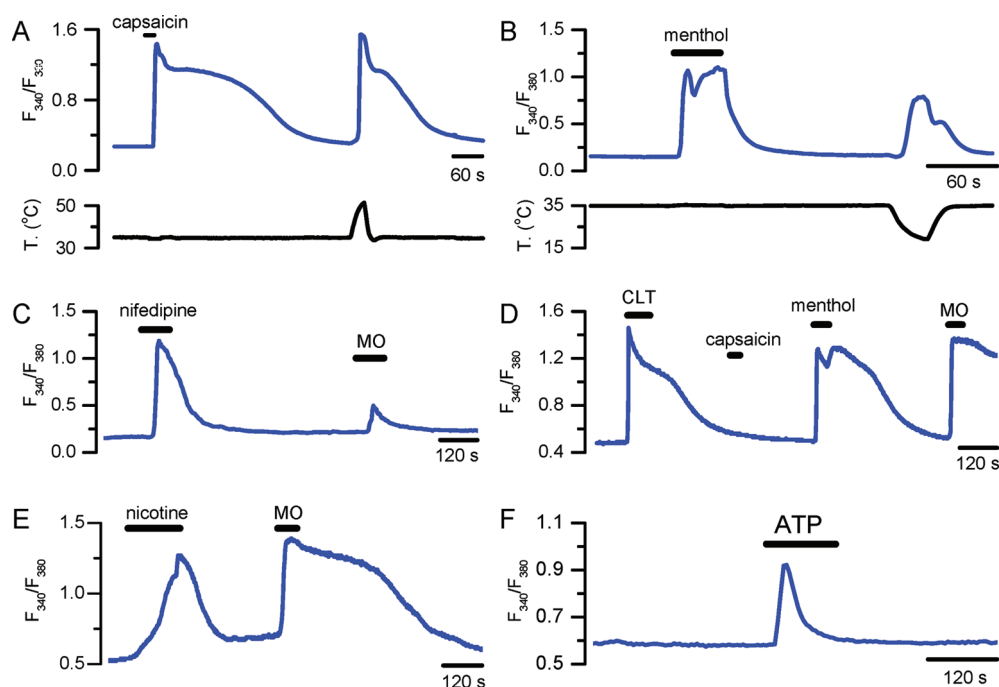 A
capsaicin
1.6
0.8
0.0
F340/F380
60 s
50
30
T. (°C)
B
menthol
1.5
1.0
0.5
0.0
F340/F380
60 s
35
15
T. (°C)
C
nifedipine
MO
1.5
1.0
0.5
0.0
F340/F380
120 s
D
CLT
capsaicin
menthol
MO
1.6
1.2
0.8
0.4
F340/F380
120 s
E
nicotine
MO
1.5
1.0
0.5
F340/F380
120 s
F
ATP
1.1
0.9
0.7
0.5
F340/F380
120 s